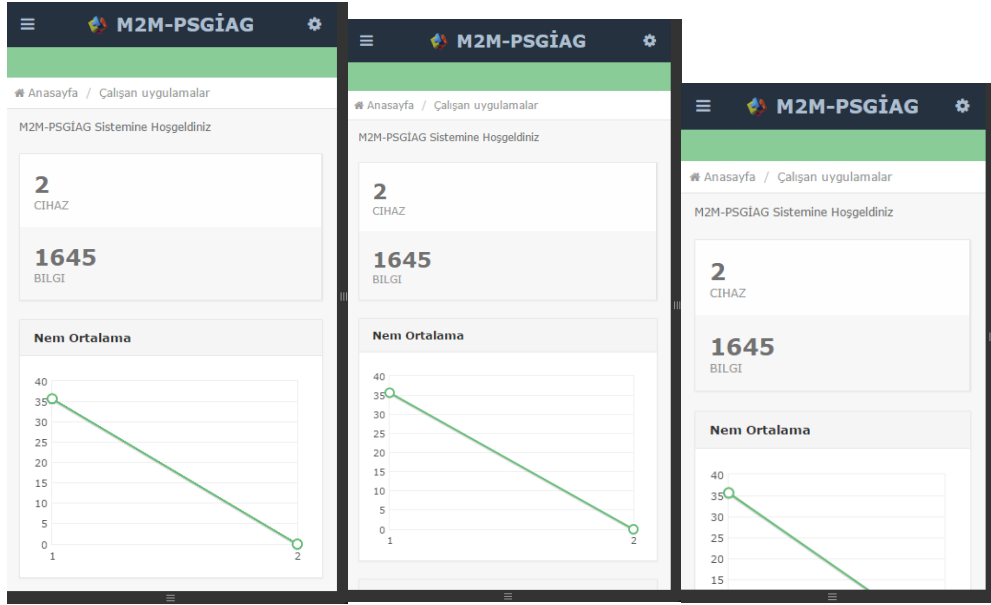 M2M-PSGİAG
Anasayfa / Çalışan uygulamalar
M2M-PSGİAG Sistemine Hoşgeldiniz
2
CIHAZ
1645
BILGI
Nem Ortalama
40
35
30
25
20
15
10
5
0
1 2
M2M-PSGİAG
Anasayfa / Çalışan uygulamalar
M2M-PSGİAG Sistemine Hoşgeldiniz
2
CIHAZ
1645
BILGI
Nem Ortalama
40
35
30
25
20
15
10
5
0
1 2
M2M-PSGİAG
Anasayfa / Çalışan uygulamalar
M2M-PSGİAG Sistemine Hoşgeldiniz
2
CIHAZ
1645
BILGI
Nem Ortalama
40
35
30
25
20
15